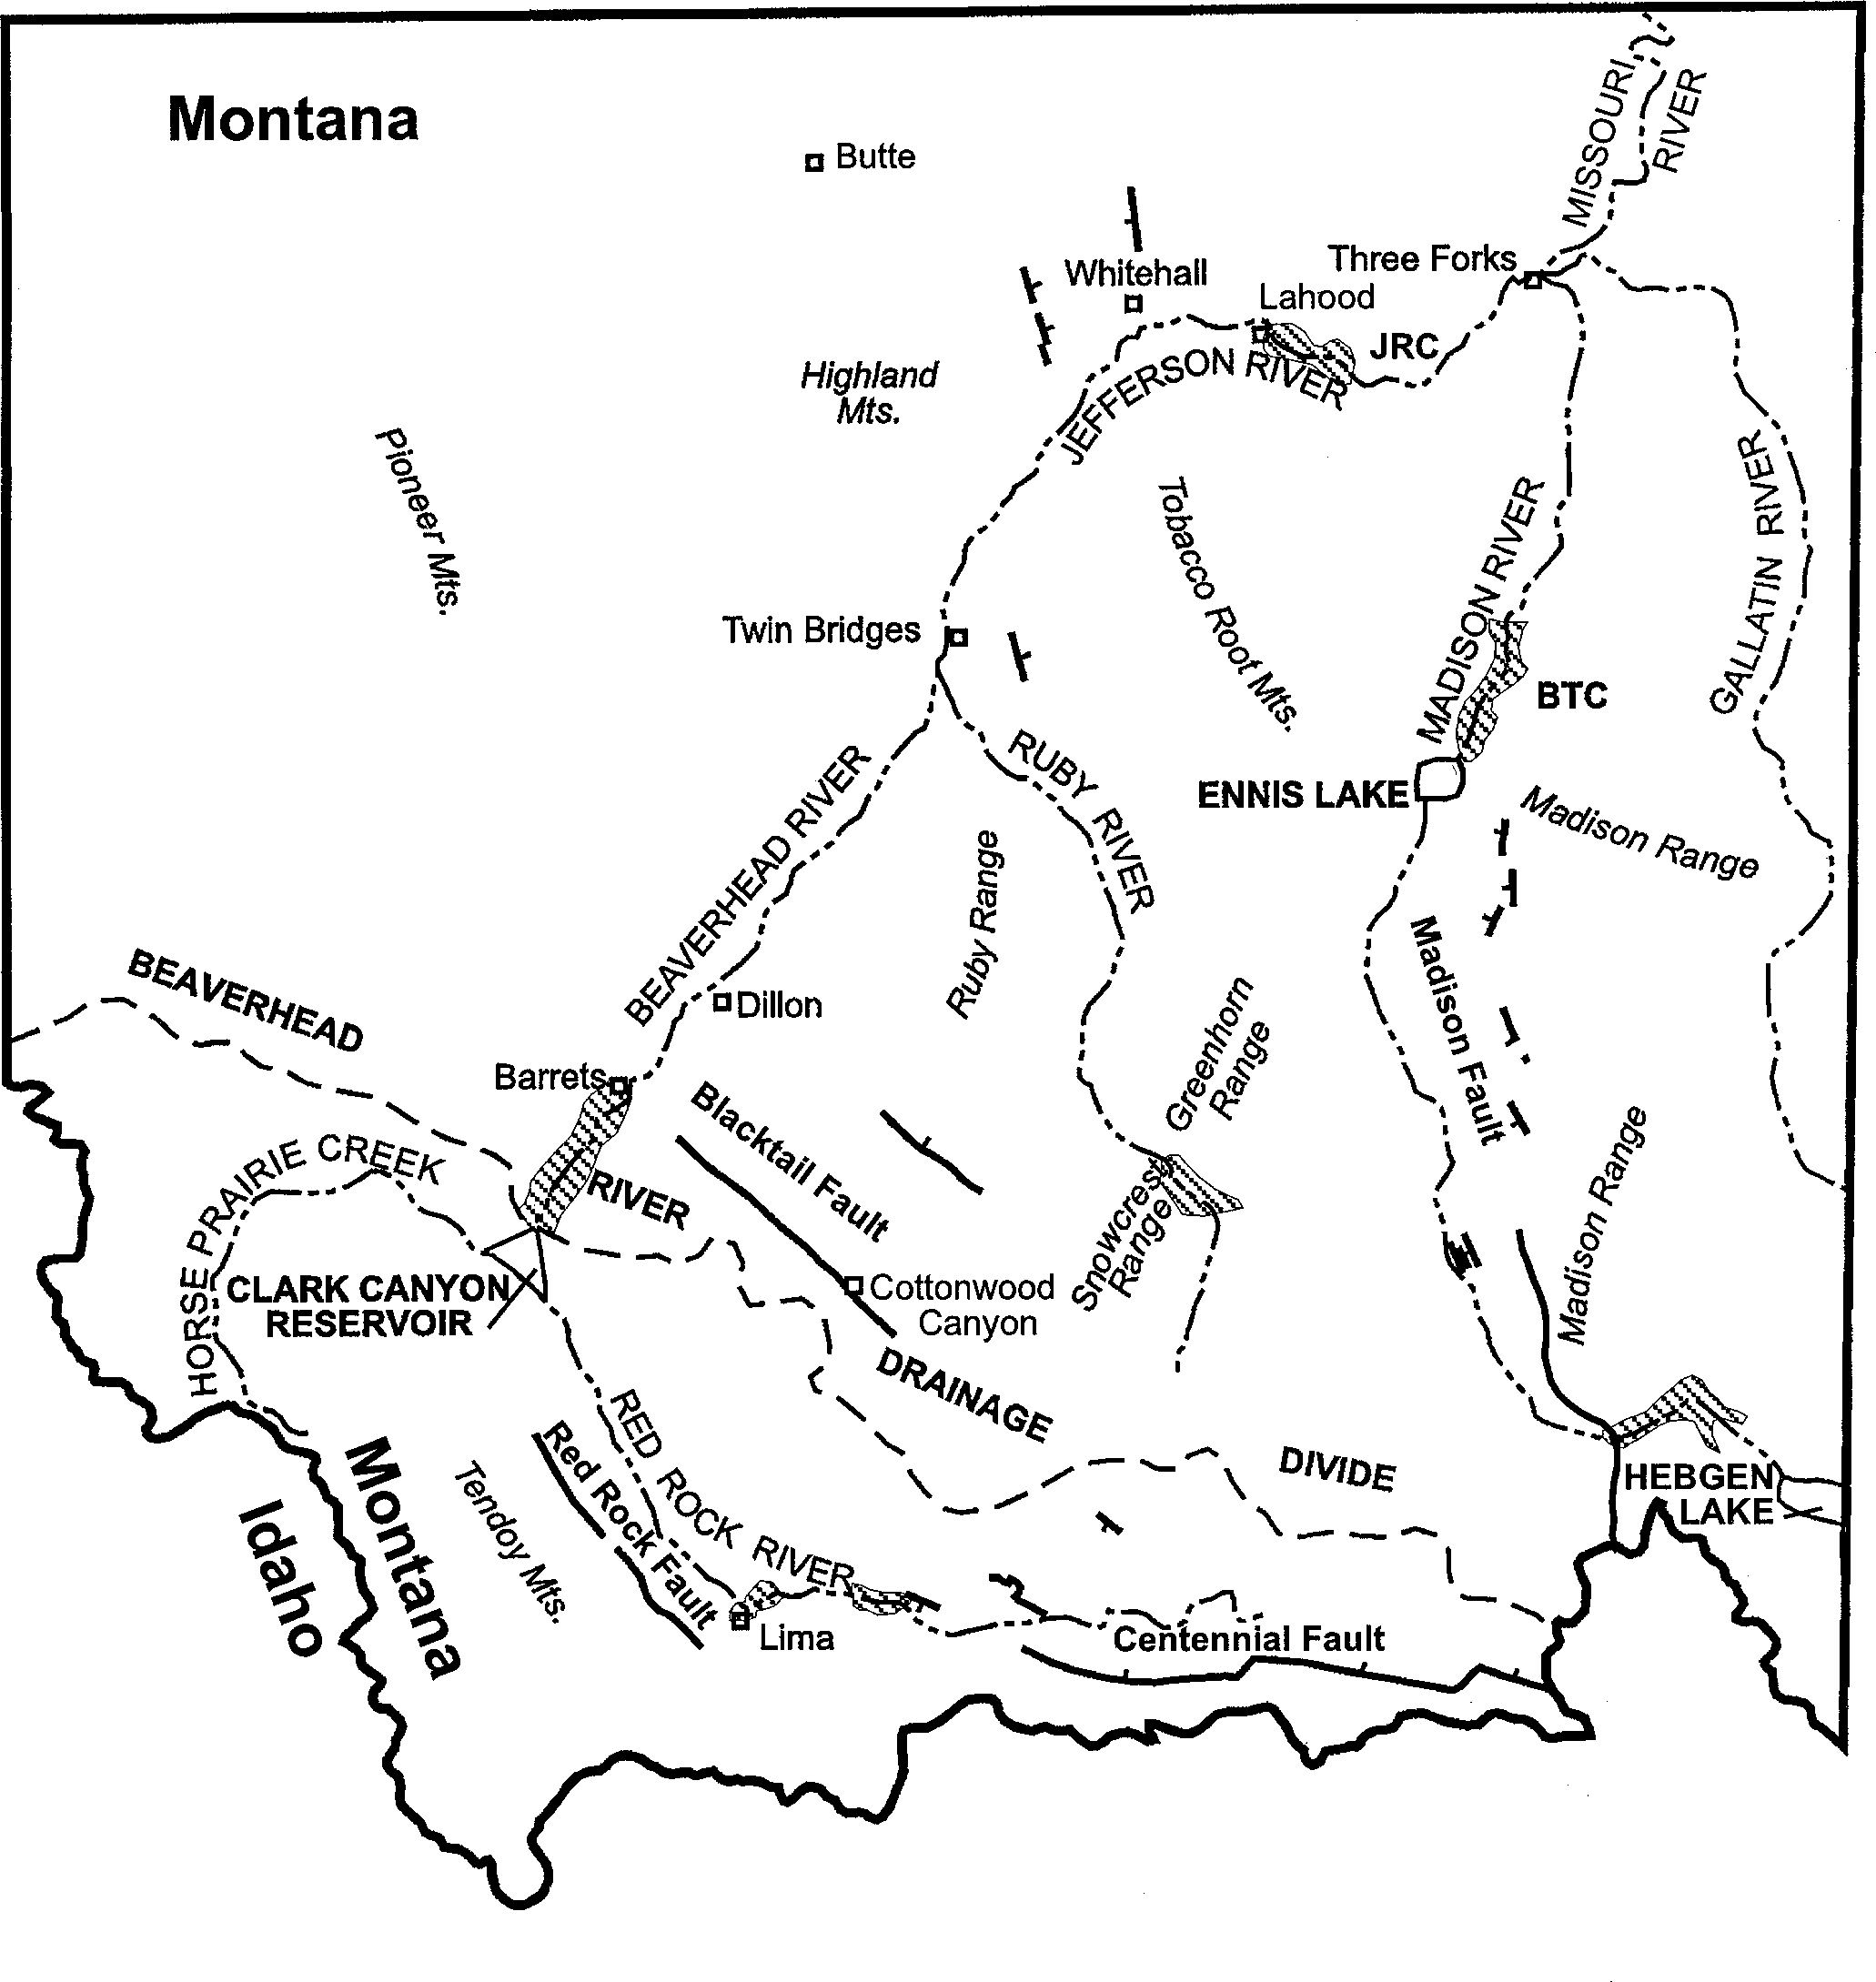 Montana
Butte
MISSOURI
RIVER
Three Forks
Whitehall
Lahood
JRC
JEFFERSON RIVER
Highland
Mts.
Pioneer Mts.
Tobacco Root Mts.
MADISON RIVER
GALLATIN RIVER
Twin Bridges
BTC
RUBY RIVER
ENNIS LAKE
Madison Range
BEAVERHEAD RIVER
Ruby Range
Madison Fault
BEAVERHEAD
Dillon
Greenhorn
Range
Barrets
Blacktail Fault
Madison Range
HORSE PRAIRIE CREEK
RIVER
Snowcrest
Range
CLARK CANYON
RESERVOIR
Cottonwood
Canyon
DRAINAGE
RED ROCK RIVER
Red Rock Fault
DIVIDE
HEBGEN
LAKE
Montana
Idaho
Tendoy Mts.
Lima
Centennial Fault